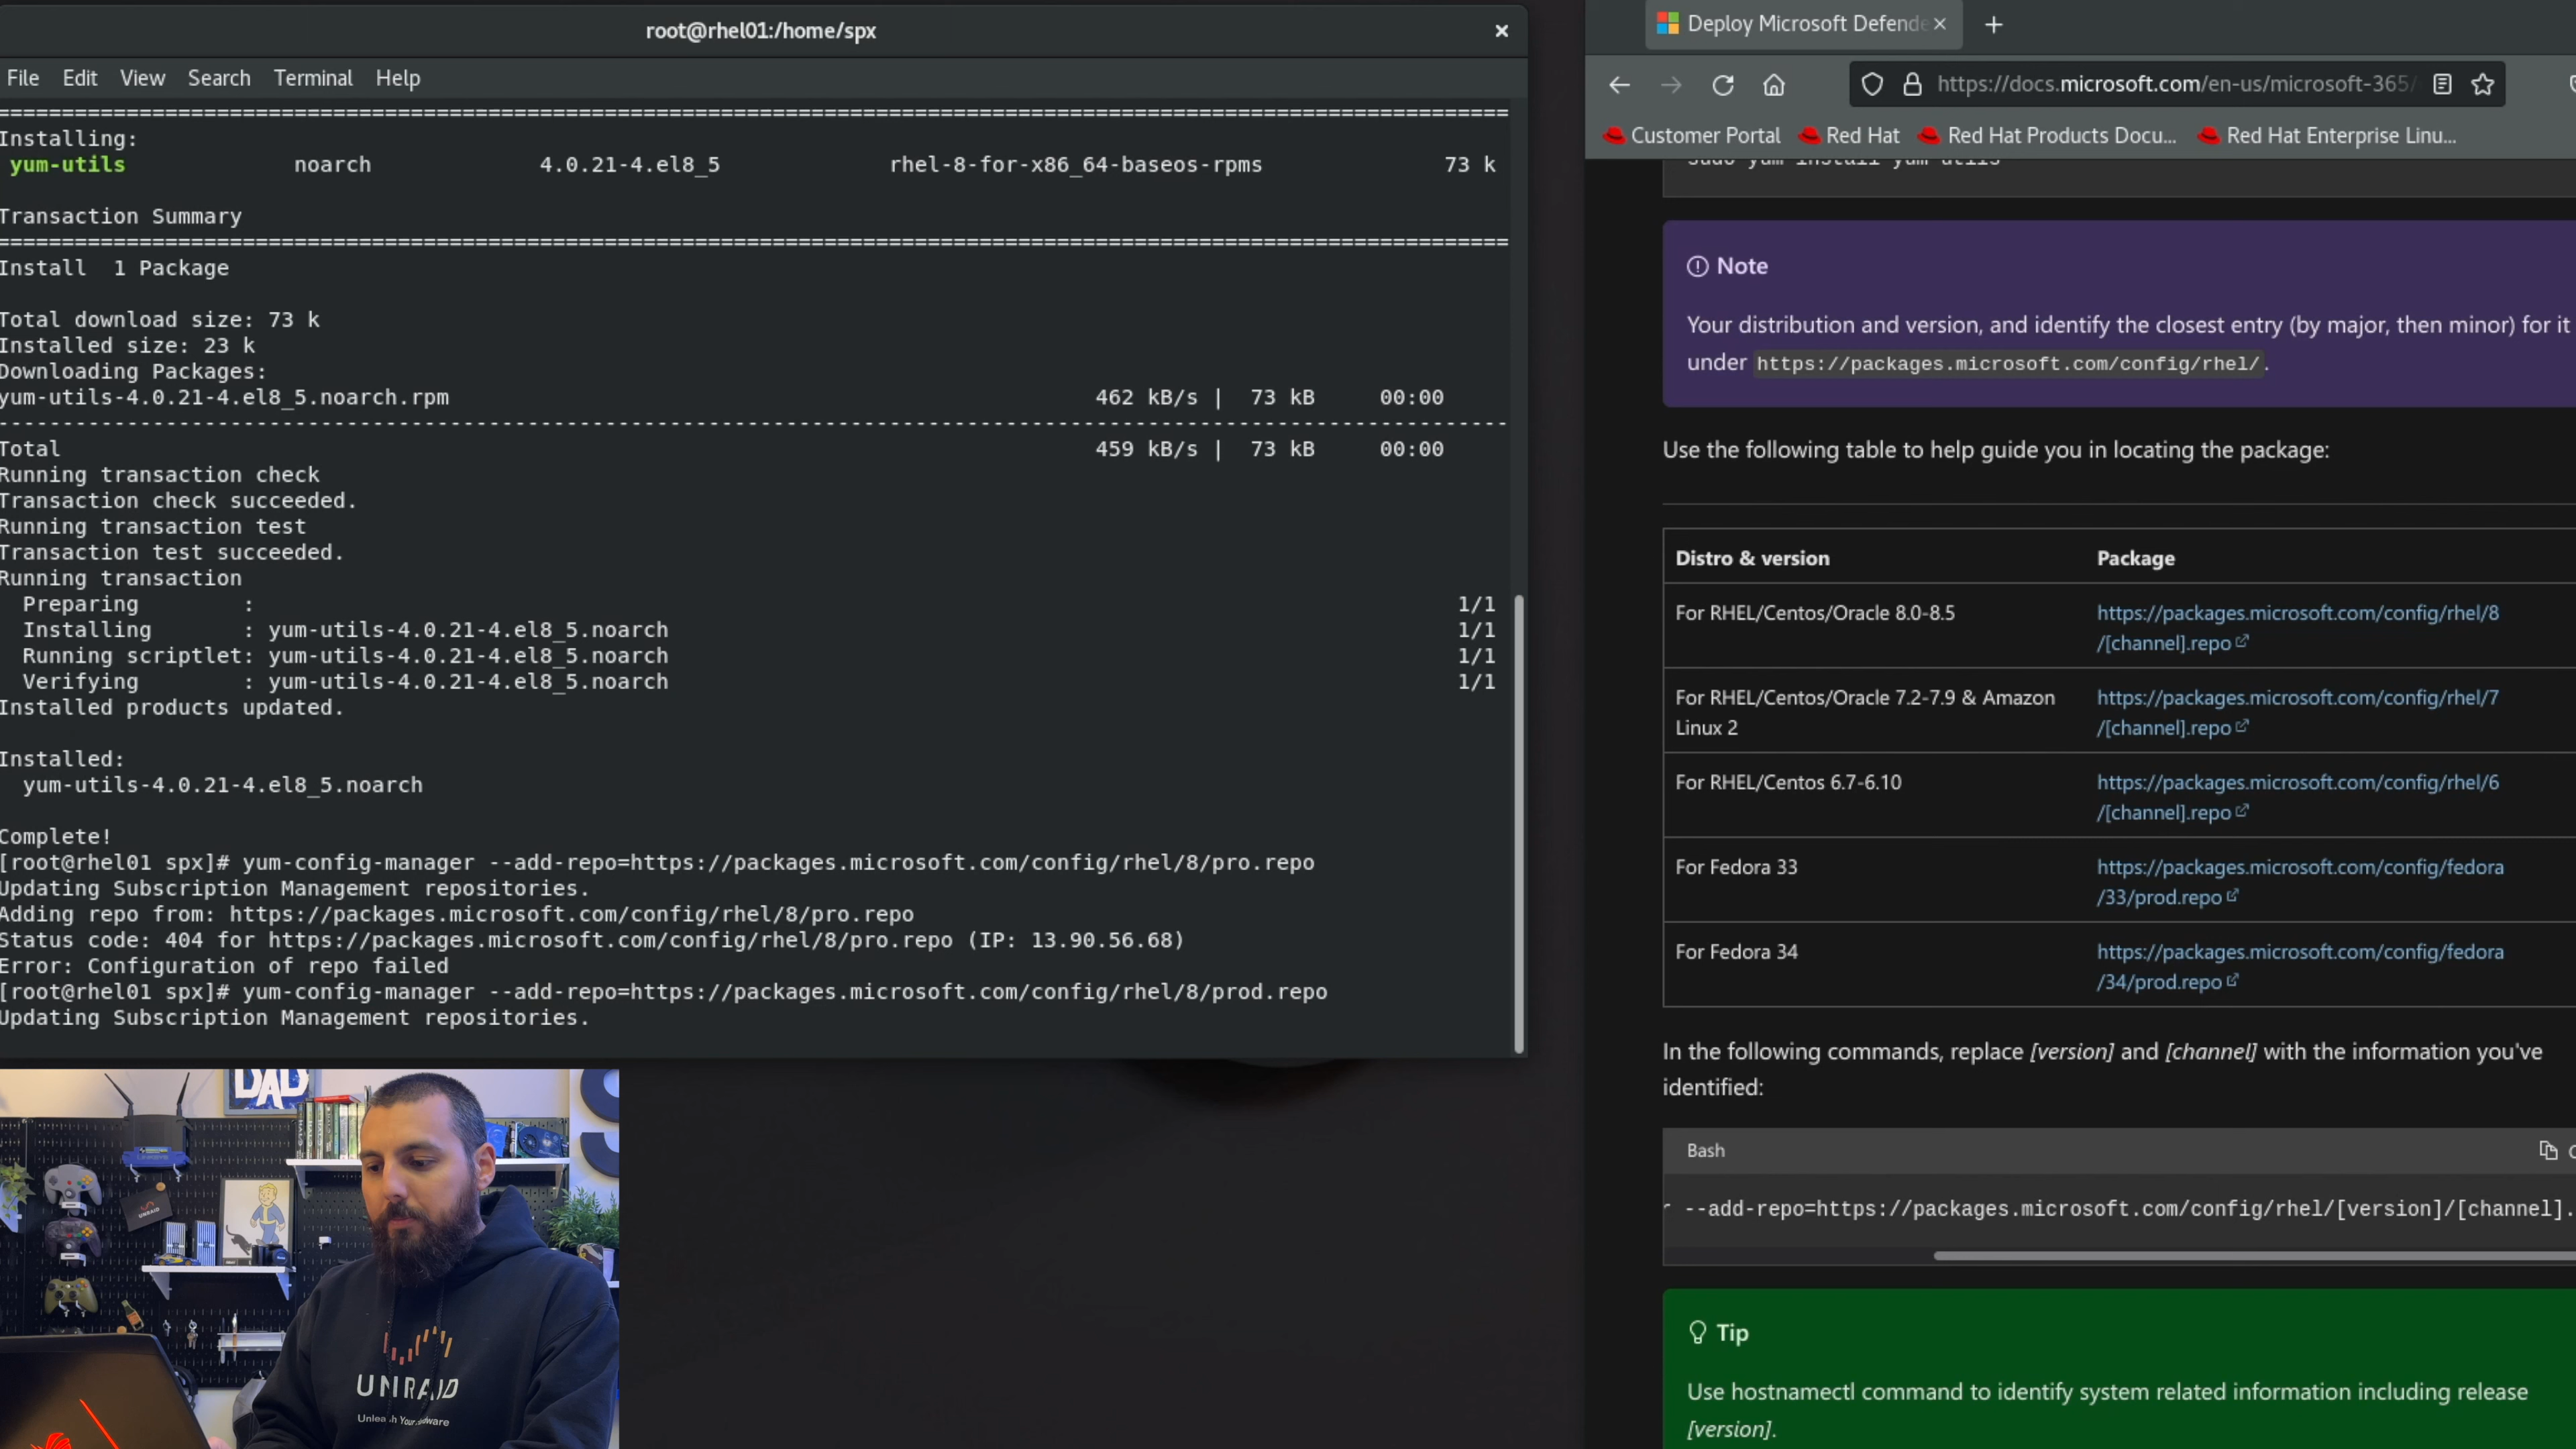 root@rhel01:/home/spx
File Edit View Search Terminal Help
Installing:
yum-utils noarch 4.0.21-4.el8_5 rhel-8-for-x86_64-baseos-rpms 73 k
Transaction Summary
Install 1 Package
Total download size: 73 k
Installed size: 23 k
Downloading Packages:
yum-utils-4.0.21-4.el8_5.noarch.rpm 462 kB/s | 73 kB 00:00
Total 459 kB/s | 73 kB 00:00
Running transaction check
Transaction check succeeded.
Running transaction test
Transaction test succeeded.
Running transaction
Preparing : 1/1
Installing : yum-utils-4.0.21-4.el8_5.noarch 1/1
Running scriptlet: yum-utils-4.0.21-4.el8_5.noarch 1/1
Verifying : yum-utils-4.0.21-4.el8_5.noarch 1/1
Installed products updated.
Installed:
yum-utils-4.0.21-4.el8_5.noarch
Complete!
[root@rhel01 spx]# yum-config-manager --add-repo=https://packages.microsoft.com/config/rhel/8/pro.repo
Updating Subscription Management repositories.
Adding repo from: https://packages.microsoft.com/config/rhel/8/pro.repo
Status code: 404 for https://packages.microsoft.com/config/rhel/8/pro.repo (IP: 13.90.56.68)
Error: Configuration of repo failed
[root@rhel01 spx]# yum-config-manager --add-repo=https://packages.microsoft.com/config/rhel/8/prod.repo
Updating Subscription Management repositories.
DAD
UNRAID
UNRAID
Unleash Your
Deploy Microsoft Defende
https://docs.microsoft.com/en-us/microsoft-365/
Customer Portal Red Hat Red Hat Products Docu... Red Hat Enterprise Linu...
sudo yum install yum-utils
Note
Your distribution and version, and identify the closest entry (by major, then minor) for it
under https://packages.microsoft.com/config/rhel/.
Use the following table to help guide you in locating the package:
Distro & version Package
For RHEL/Centos/Oracle 8.0-8.5 https://packages.microsoft.com/config/rhel/8
/[channel].repo
For RHEL/Centos/Oracle 7.2-7.9 & Amazon https://packages.microsoft.com/config/rhel/7
Linux 2 /[channel].repo
For RHEL/Centos 6.7-6.10 https://packages.microsoft.com/config/rhel/6
/[channel].repo
For Fedora 33 https://packages.microsoft.com/config/fedora
/33/prod.repo
For Fedora 34 https://packages.microsoft.com/config/fedora
/34/prod.repo
In the following commands, replace [version] and [channel] with the information you've
identified:
Bash
r --add-repo=https://packages.microsoft.com/config/rhel/[version]/[channel].
Tip
Use hostnamectl command to identify system related information including release
[version].